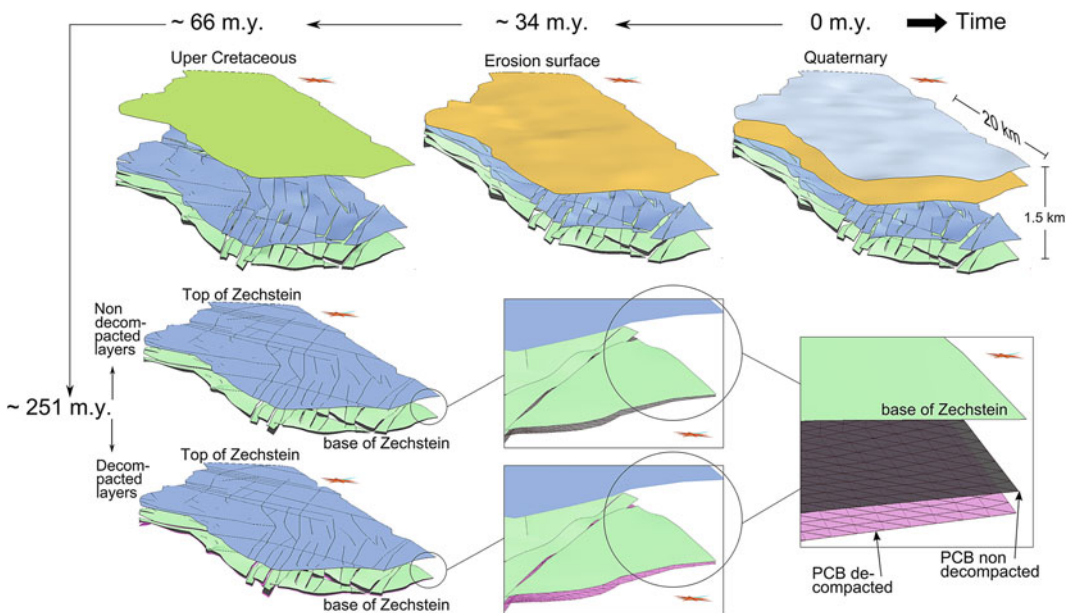 ~ 66 m.y.
~ 34 m.y.
0 m.y.
Time
Uper Cretaceous
Erosion surface
Quaternary
20 km
1.5 km
Top of Zechstein
Non
decom-
pacted
layers
~ 251 m.y.
base of Zechstein
Decom-
pacted
layers
Top of Zechstein
base of Zechstein
base of Zechstein
PCB de-
compacted
PCB non
decompacted